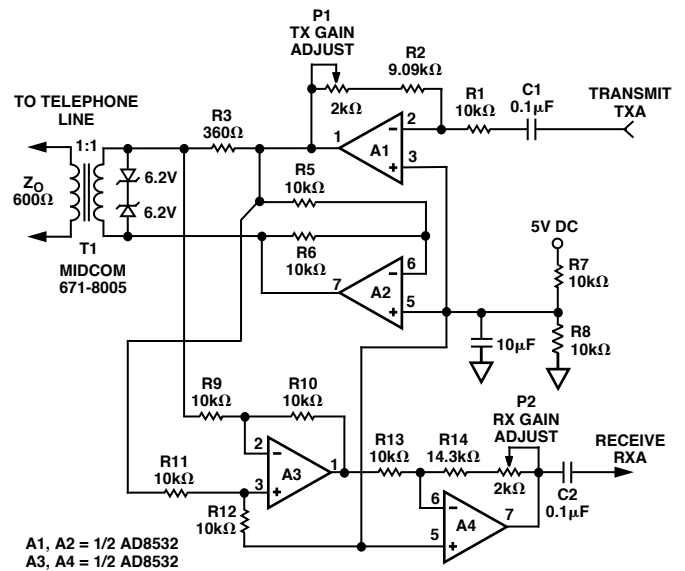 P1
TX GAIN
ADJUST
2kΩ
R2
9.09kΩ
R1
10kΩ
C1
0.1µF
TRANSMIT
TXA
TO TELEPHONE
LINE
1:1
ZO
600Ω
T1
MIDCOM
671-8005
6.2V
6.2V
R3
360Ω
1
A1
2
3
R5
10kΩ
R6
10kΩ
7
A2
6
5
5V DC
R7
10kΩ
R8
10kΩ
10µF
R9
10kΩ
R10
10kΩ
R11
10kΩ
R12
10kΩ
2
3
A3
1
R13
10kΩ
R14
14.3kΩ
P2
RX GAIN
ADJUST
2kΩ
6
5
A4
7
C2
0.1µF
RECEIVE
RXA
A1, A2 = 1/2 AD8532
A3, A4 = 1/2 AD8532